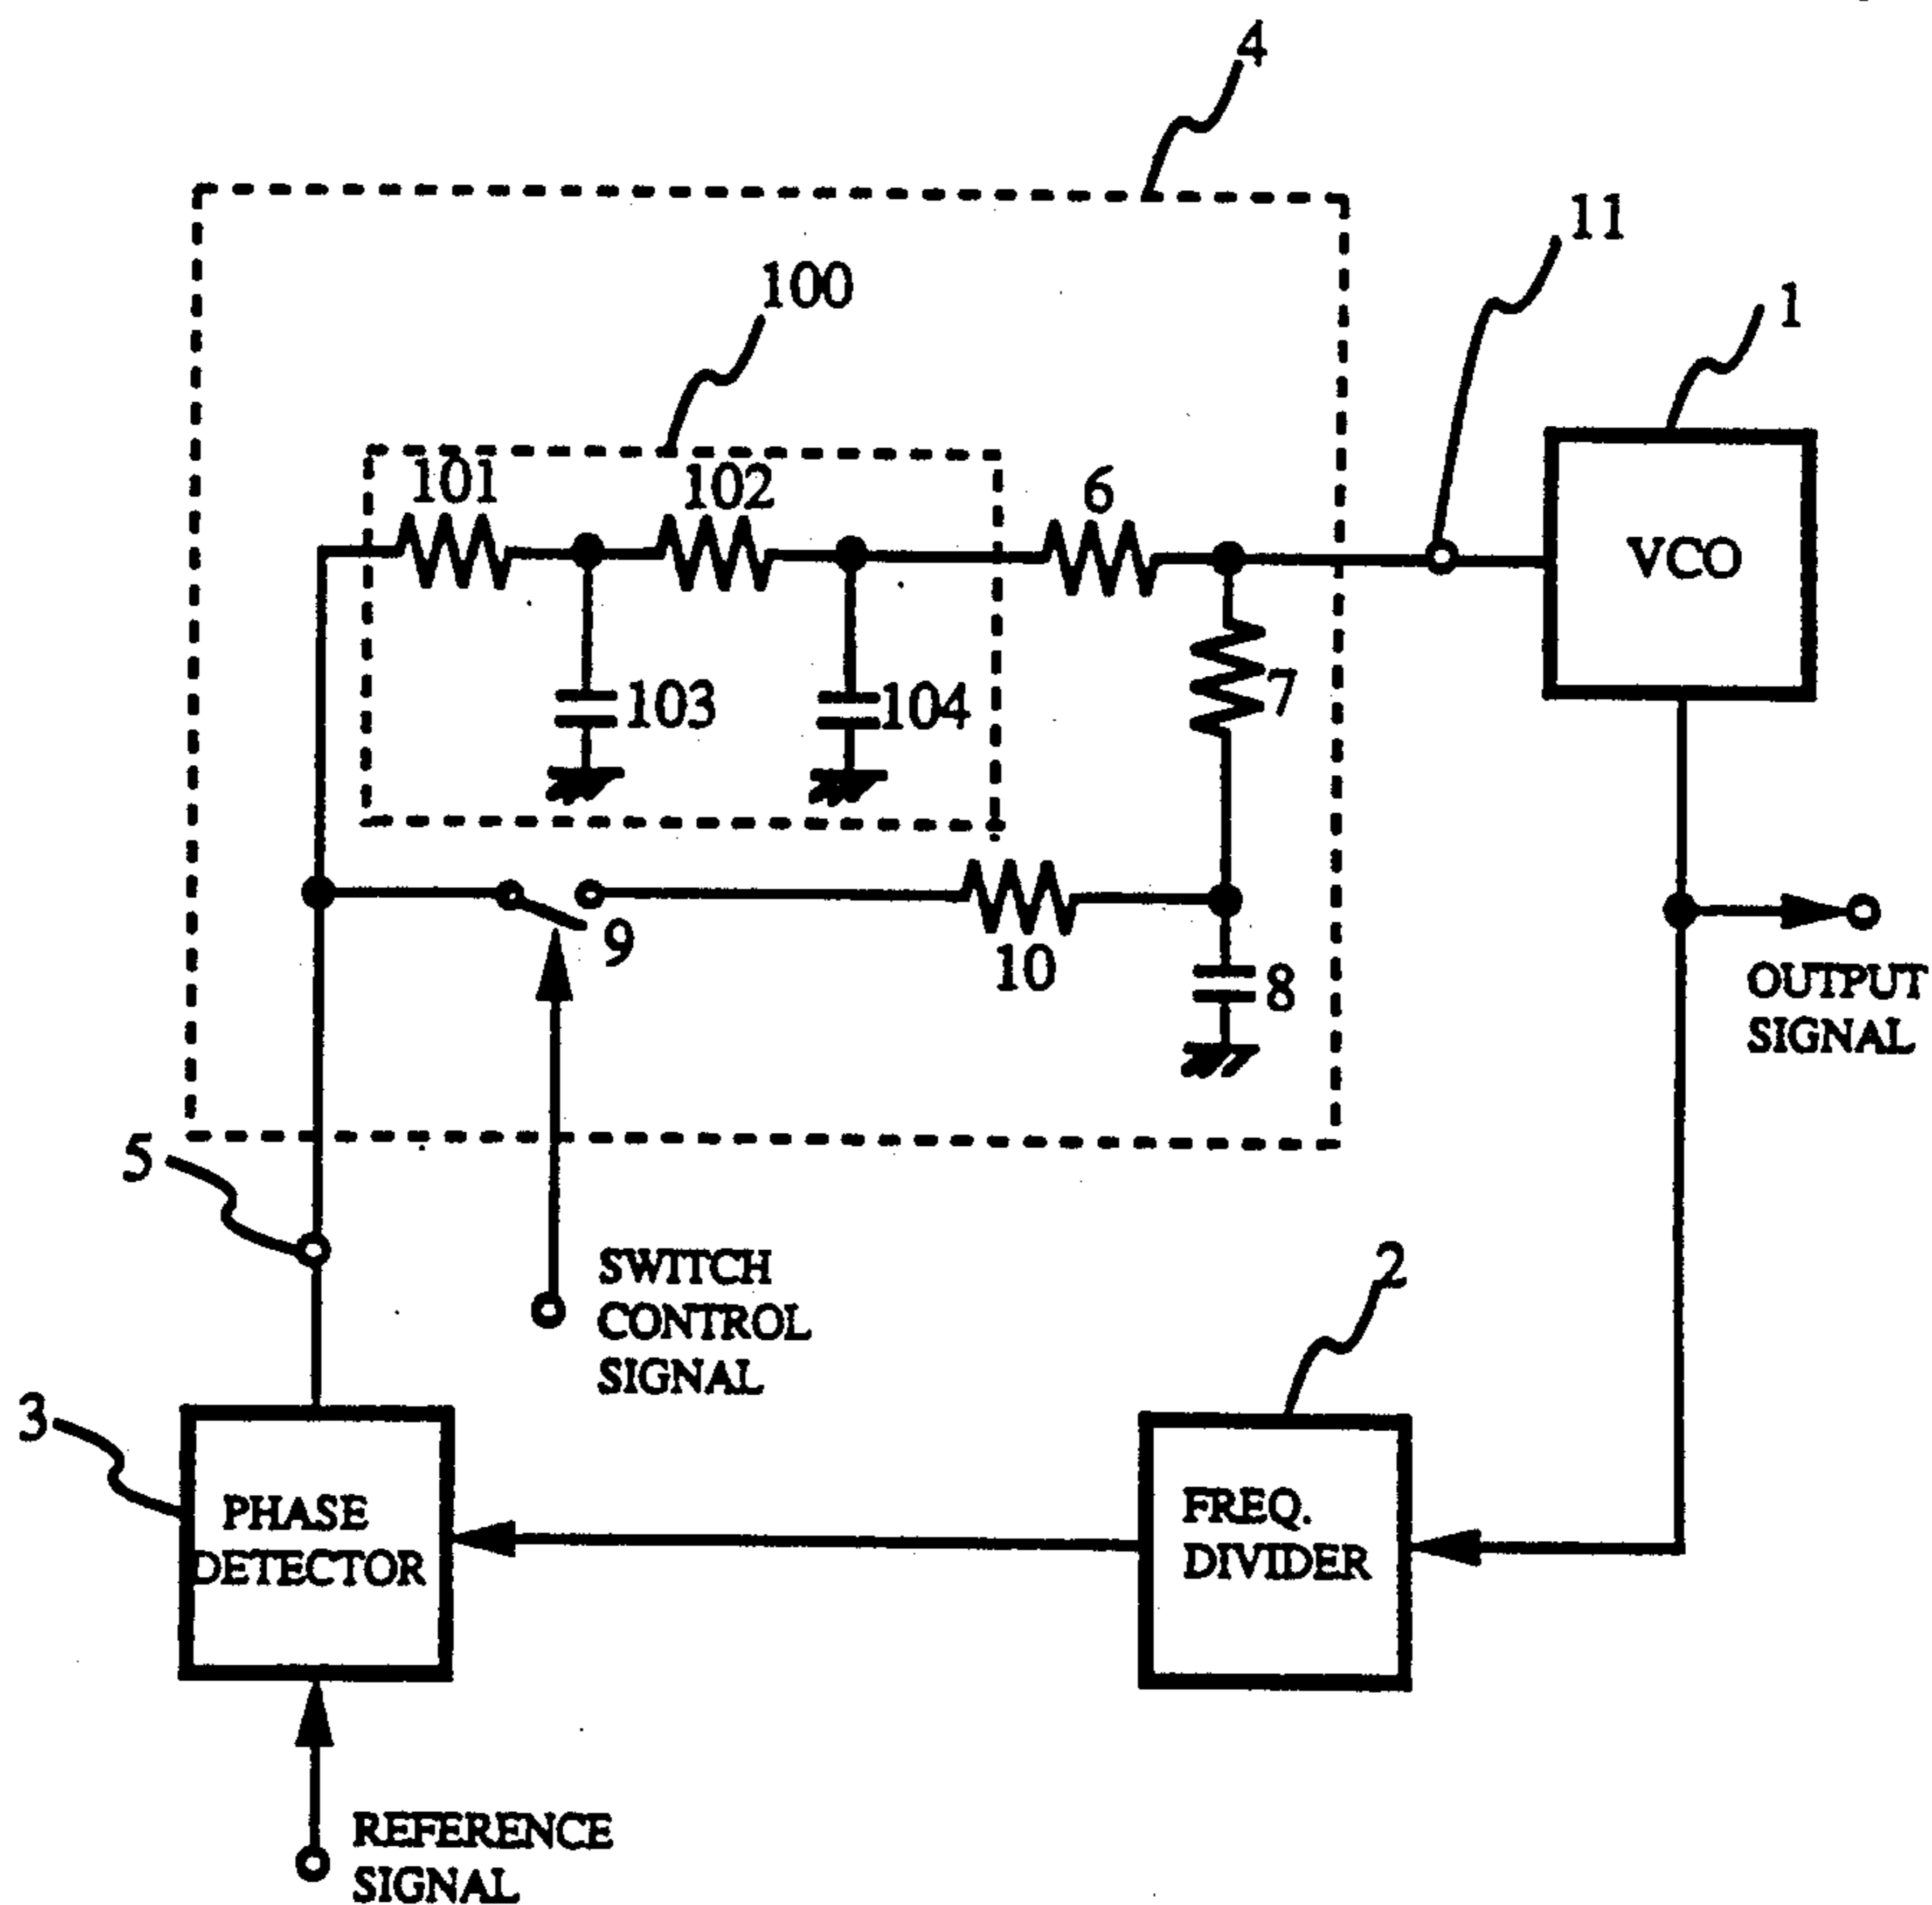 4
11
100
1
101
102
6
VCO
103
104
7
9
10
8
OUTPUT
SIGNAL
5
SWITCH
CONTROL
SIGNAL
2
3
PHASE
DETECTOR
FREQ.
DIVIDER
REFERENCE
SIGNAL